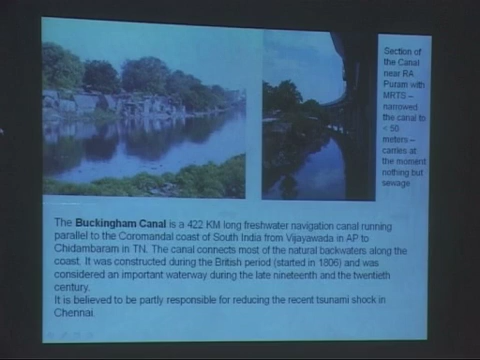 Section of
the Canal
near RA
Puram with
MRTS –
narrowed
the canal to
< 50
meters –
carries at
the moment
nothing but
sewage
The Buckingham Canal is a 422 KM long freshwater navigation canal running
parallel to the Coromandal coast of South India from Vijayawada in AP to
Chidambaram in TN. The canal connects most of the natural backwaters along the
coast. It was constructed during the British period (started in 1806) and was
considered an important waterway during the late nineteenth and the twentieth
century.
It is believed to be partly responsible for reducing the recent tsunami shock in
Chennai.